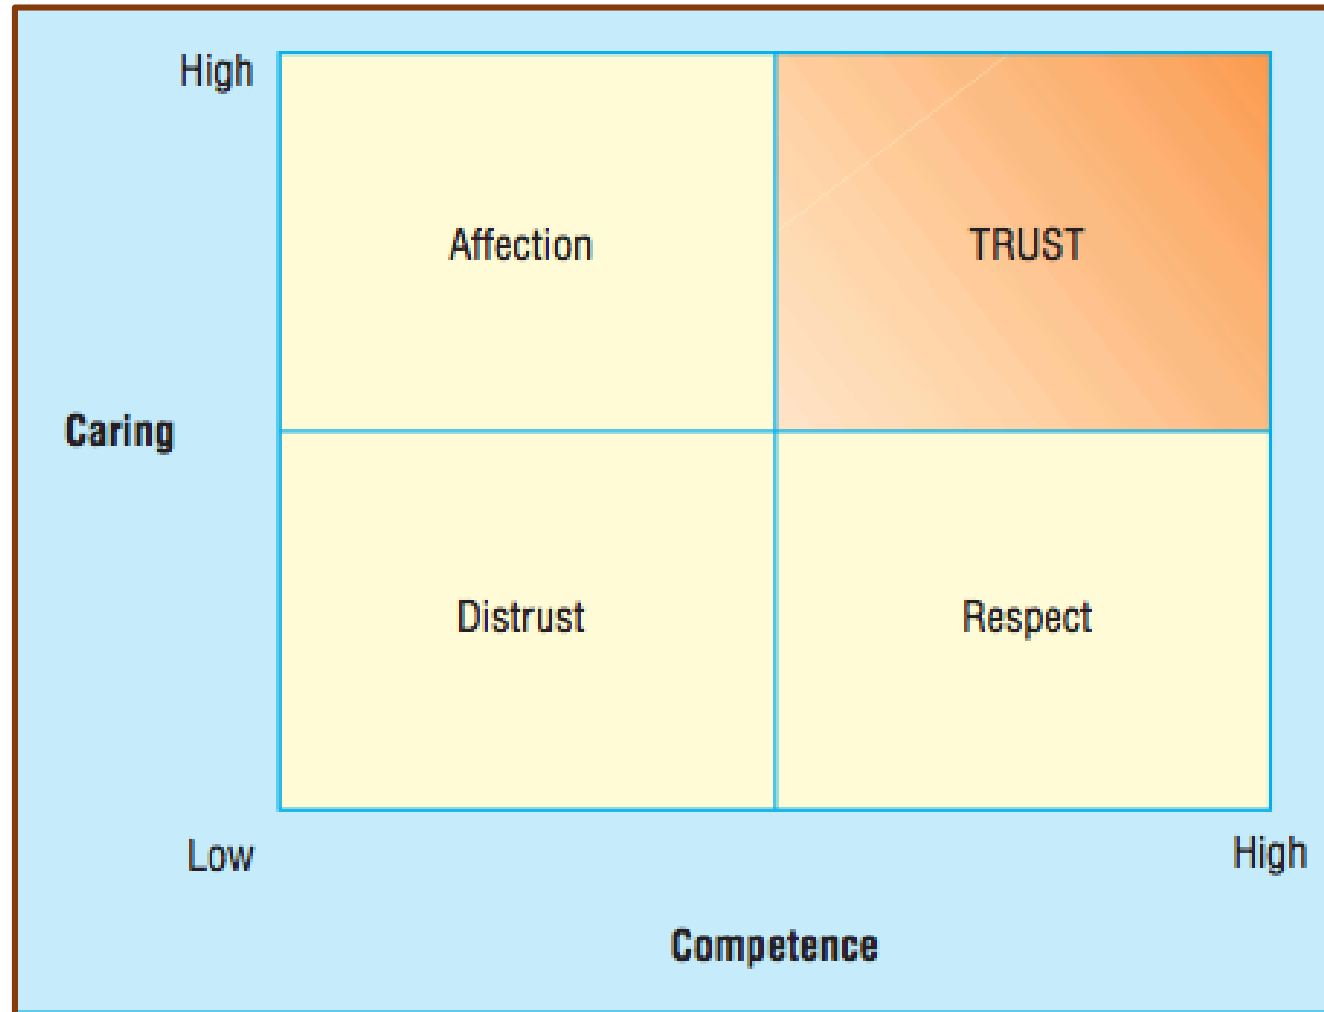 High
Affection
TRUST
Caring
Distrust
Respect
Low
High
Competence